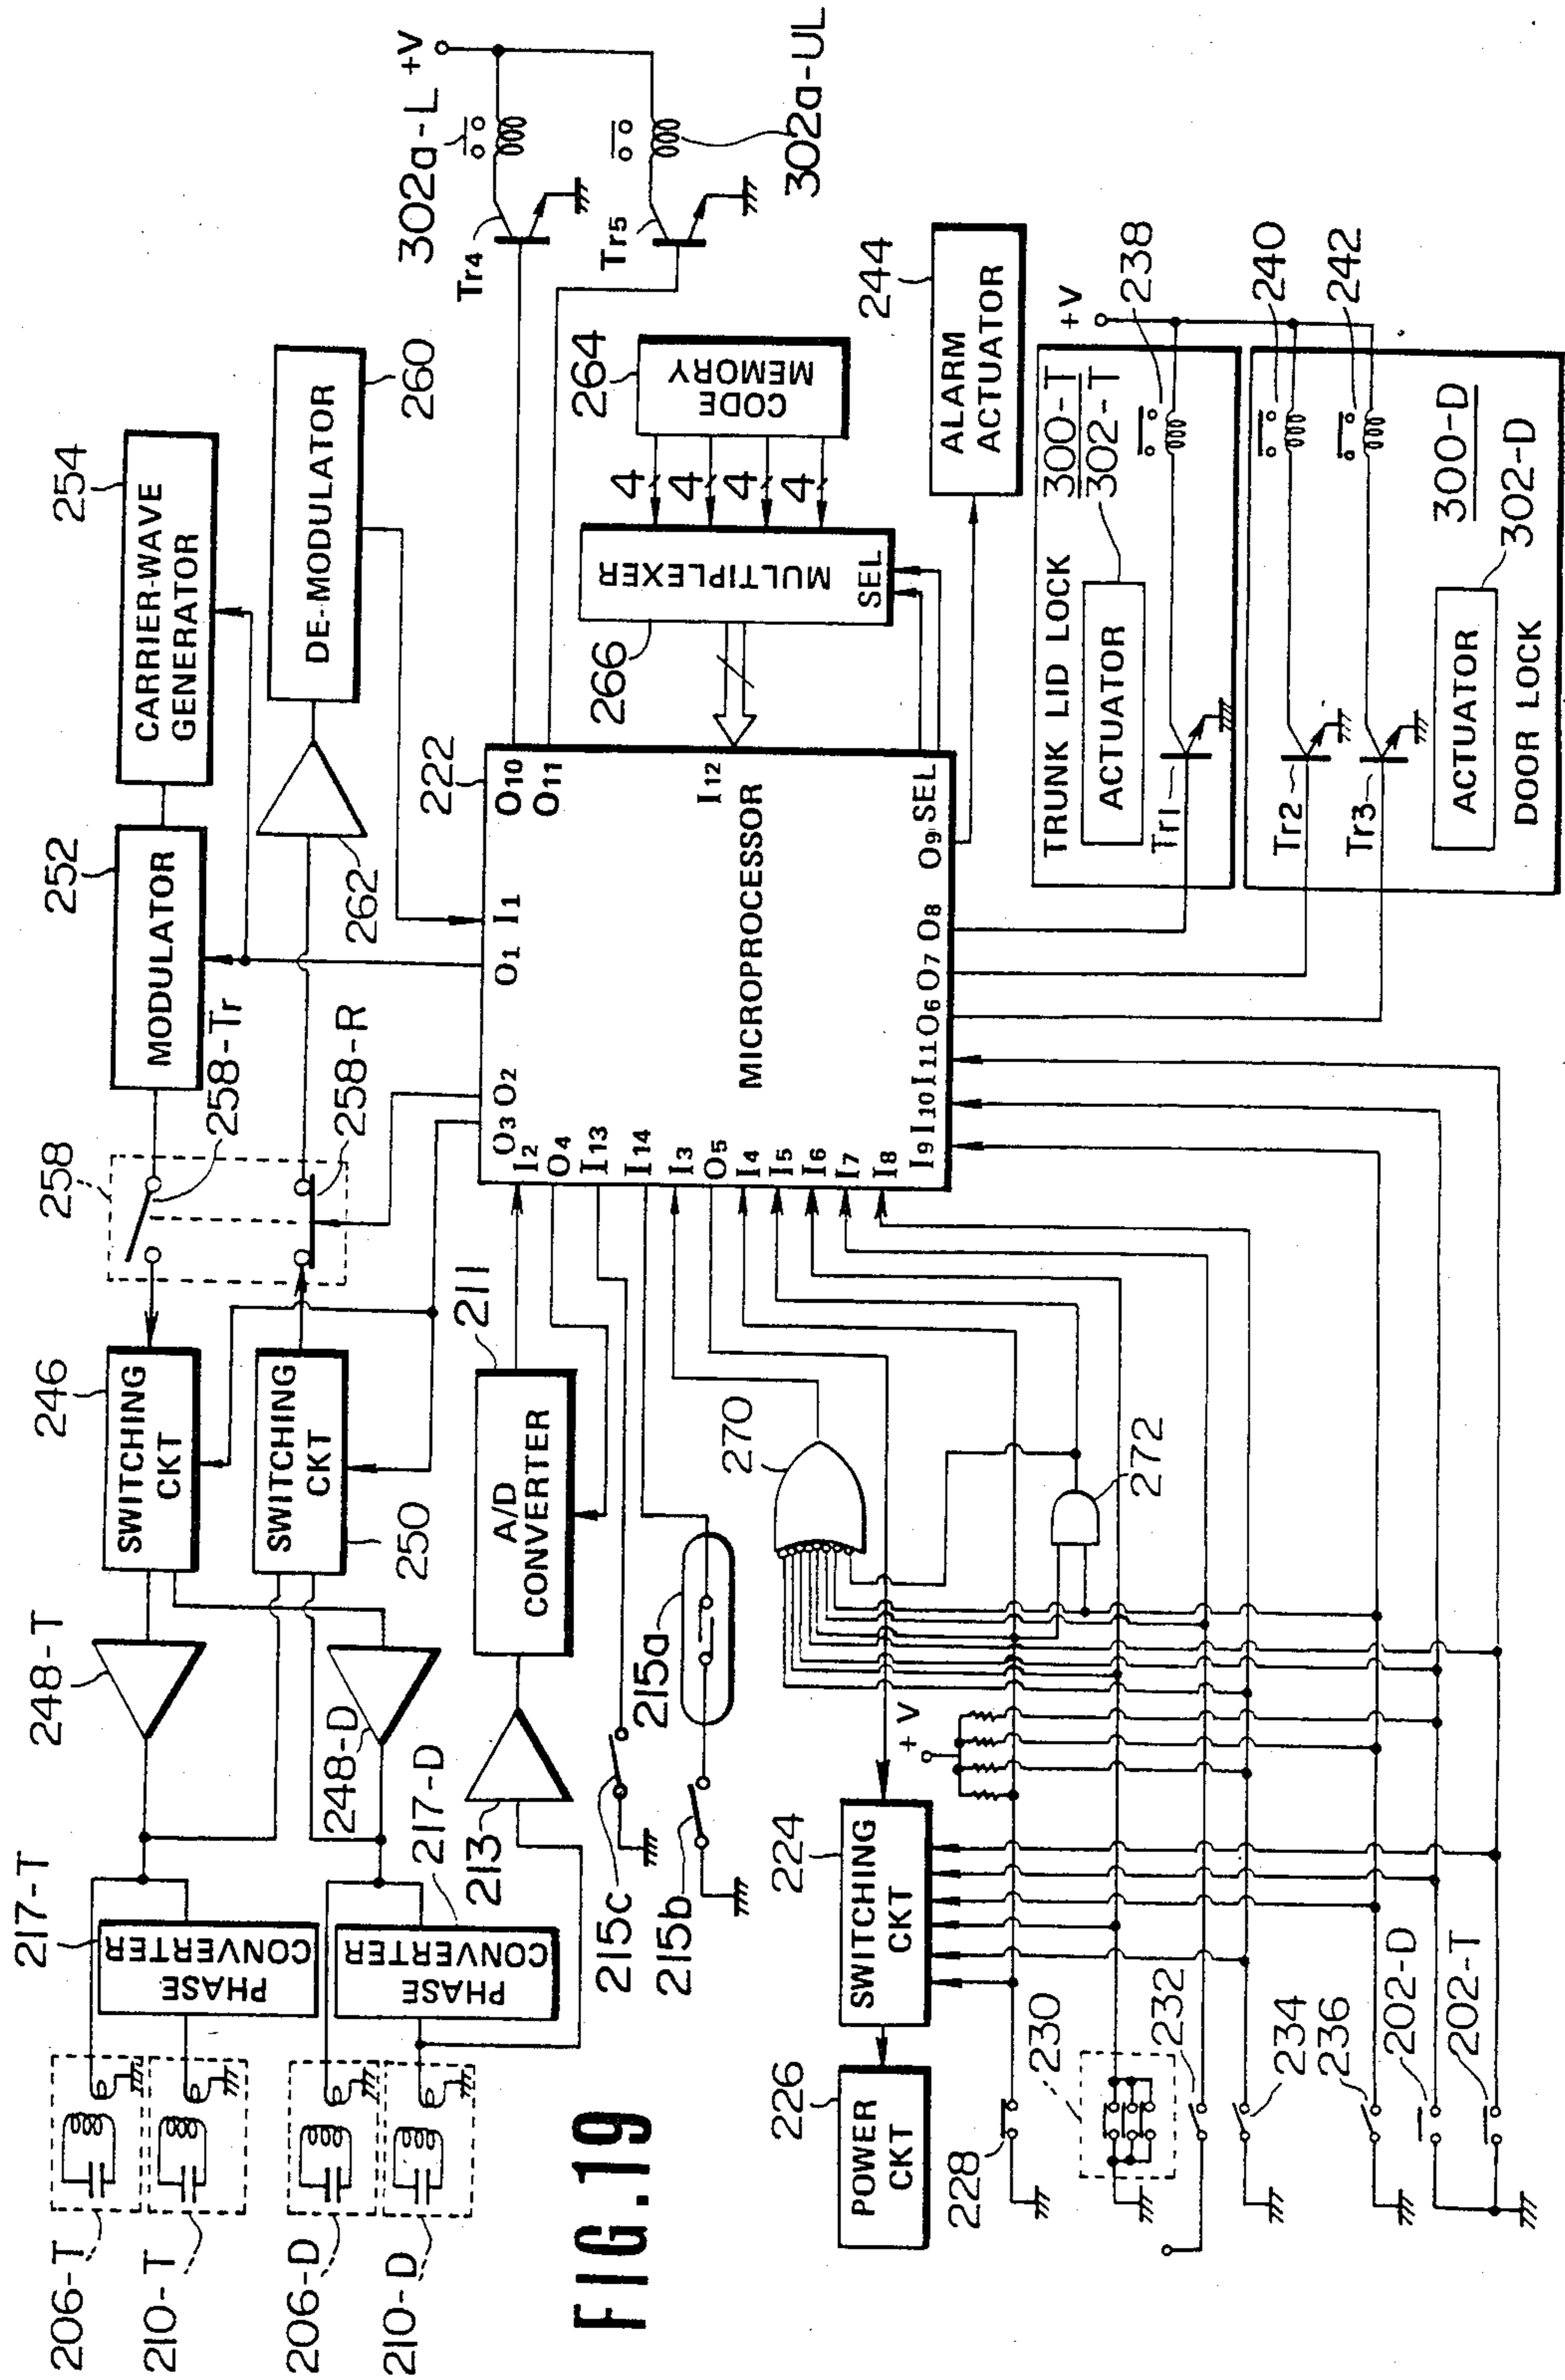 FIG.19
206-T
210-T
206-D
210-D
217-T
PHASE
CONVERTER
PHASE
CONVERTER
217-D
248-T
248-D
213
246
SWITCHING
CKT
SWITCHING
CKT
250
258
258-Tr
258-R
252
MODULATOR
254
CARRIER-WAVE
GENERATOR
262
DE-MODULATOR
260
211
A/D
CONVERTER
215a
215b
215c
222
MICROPROCESSOR
O3 O2
O1
I1
O10
O11
I12
SEL
I2
O4
I13
I14
I3
O5
I4
I5
I6
I7
I8
I9 I10 I11 O6 O7 O8
O9
Tr4
302a-L
+V
Tr5
302a-UL
264
CODE
MEMORY
4
4
4
4
266
MULTIPLEXER
SEL
244
ALARM
ACTUATOR
TRUNK LID LOCK
300-T
302-T
ACTUATOR
Tr1
238
+V
Tr2
240
Tr3
242
300-D
ACTUATOR
302-D
DOOR LOCK
270
272
+V
224
SWITCHING
CKT
226
POWER
CKT
228
230
232
234
236
202-D
202-T